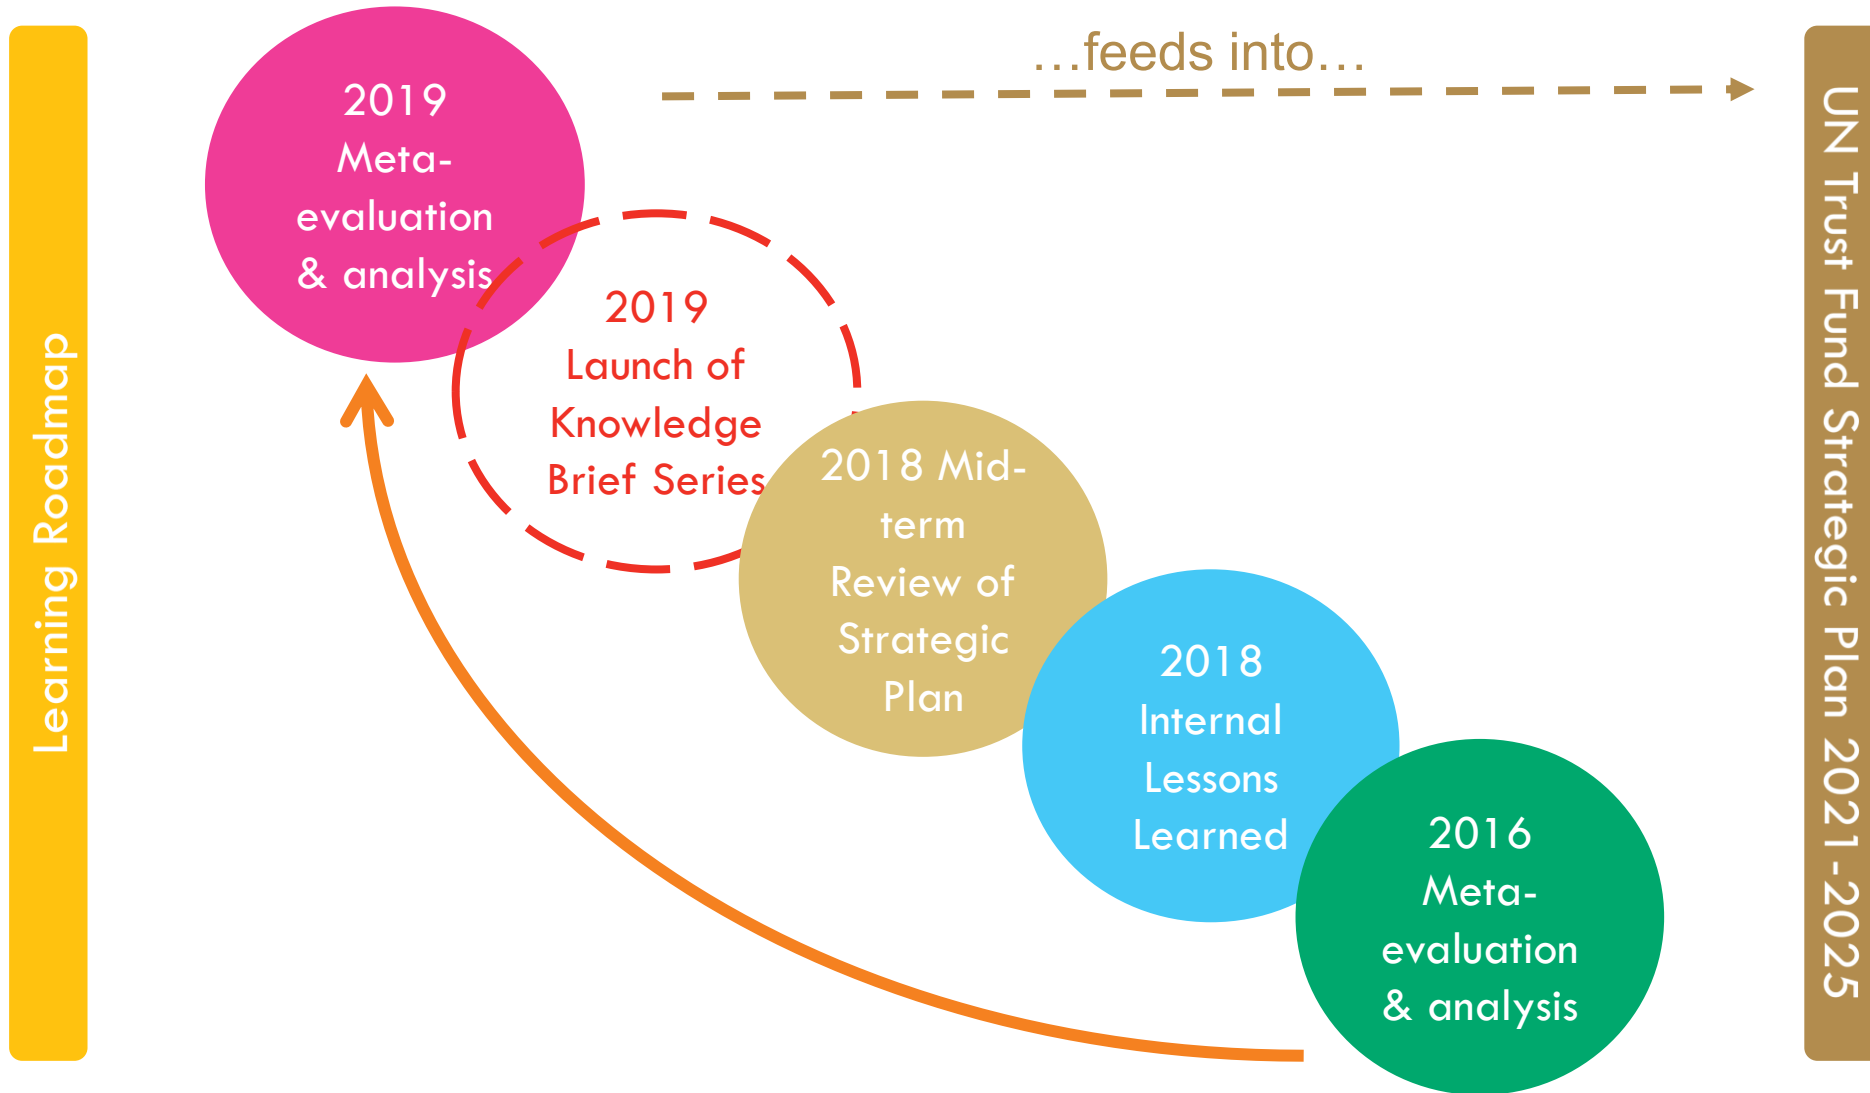 Learning Roadmap
2019
Meta-
evaluation
& analysis
…feeds into…
2019
Launch of
Knowledge
Brief Series
2018 Mid-
term
Review of
Strategic
Plan
2018
Internal
Lessons
Learned
2016
Meta-
evaluation
& analysis
UN Trust Fund Strategic Plan 2021-2025